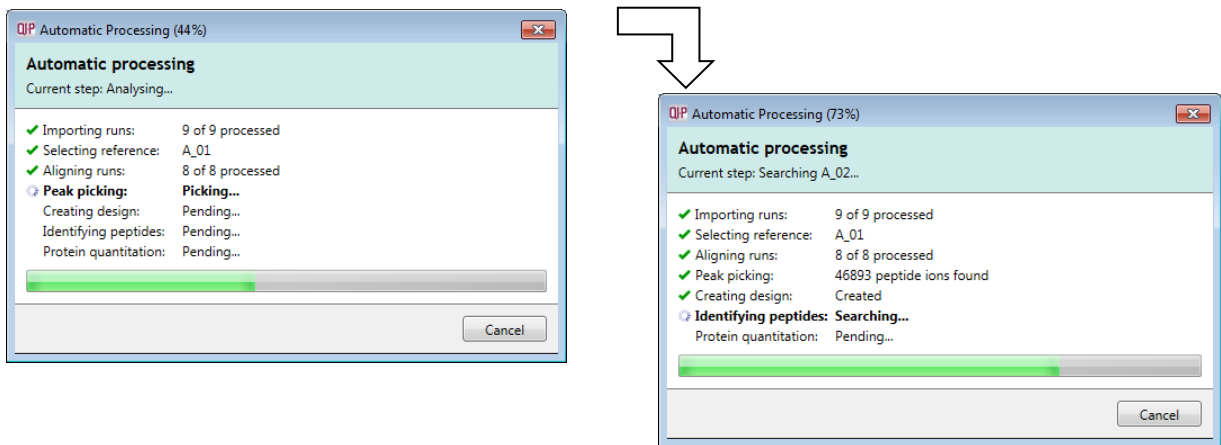 QIP Automatic Processing (44%)
Automatic processing
Current step: Analysing...
Importing runs: 9 of 9 processed
Selecting reference: A_01
Aligning runs: 8 of 8 processed
Peak picking: Picking...
Creating design: Pending...
Identifying peptides: Pending...
Protein quantitation: Pending...
Cancel
QIP Automatic Processing (73%)
Automatic processing
Current step: Searching A_02...
Importing runs: 9 of 9 processed
Selecting reference: A_01
Aligning runs: 8 of 8 processed
Peak picking: 46893 peptide ions found
Creating design: Created
Identifying peptides: Searching...
Protein quantitation: Pending...
Cancel